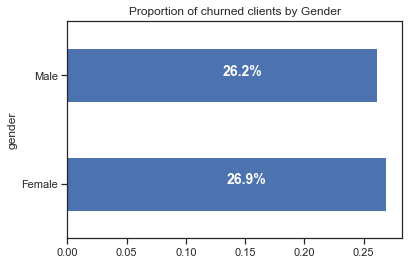 Proportion of churned clients by Gender
Male
26.2%
gender
Female
26.9%
0.00 0.05 0.10 0.15 0.20 0.25